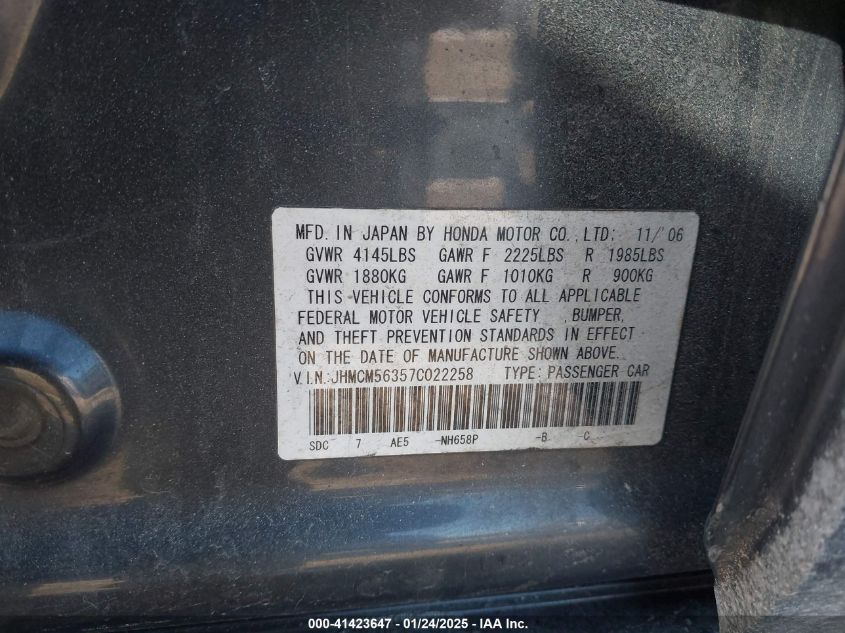 MFD. IN JAPAN BY HONDA MOTOR CO., LTD: 11/'06
GVWR 4145LBS GAWR F 2225LBS R 1985LBS
GVWR 1880KG GAWR F 1010KG R 900KG
THIS VEHICLE CONFORMS TO ALL APPLICABLE
FEDERAL MOTOR VEHICLE SAFETY , BUMPER,
AND THEFT PREVENTION STANDARDS IN EFFECT
ON THE DATE OF MANUFACTURE SHOWN ABOVE.
V.I.N.: JHMCM56357C022258 TYPE: PASSENGER CAR
SDC 7 AE5 -NH658P -B -C
000-41423647 - 01/24/2025 - © IAA Inc.